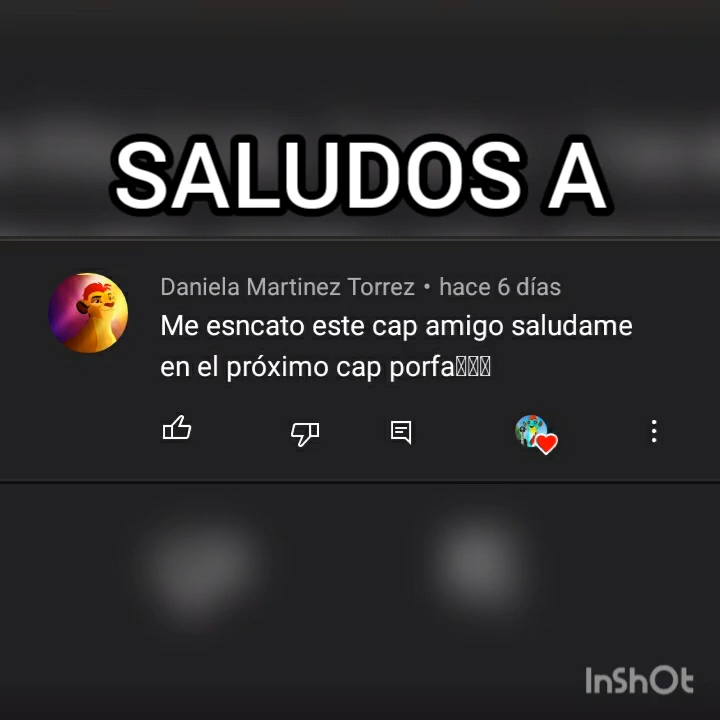 SALUDOS A
Daniela Martinez Torrez • hace 6 días
Me esncato este cap amigo saludame
en el próximo cap porfa
InShOt